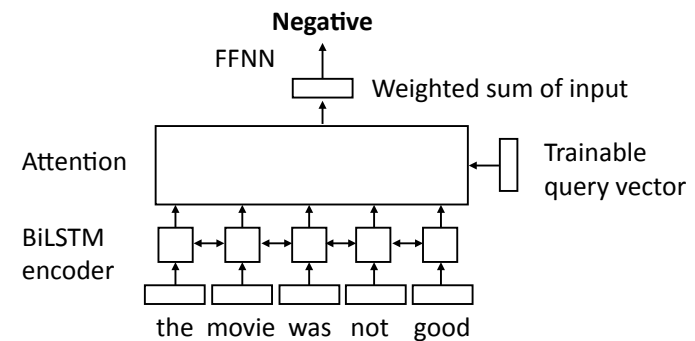 Negative
FFNN
Weighted sum of input
Attention
Trainable
query vector
BiLSTM
encoder
the movie was not good